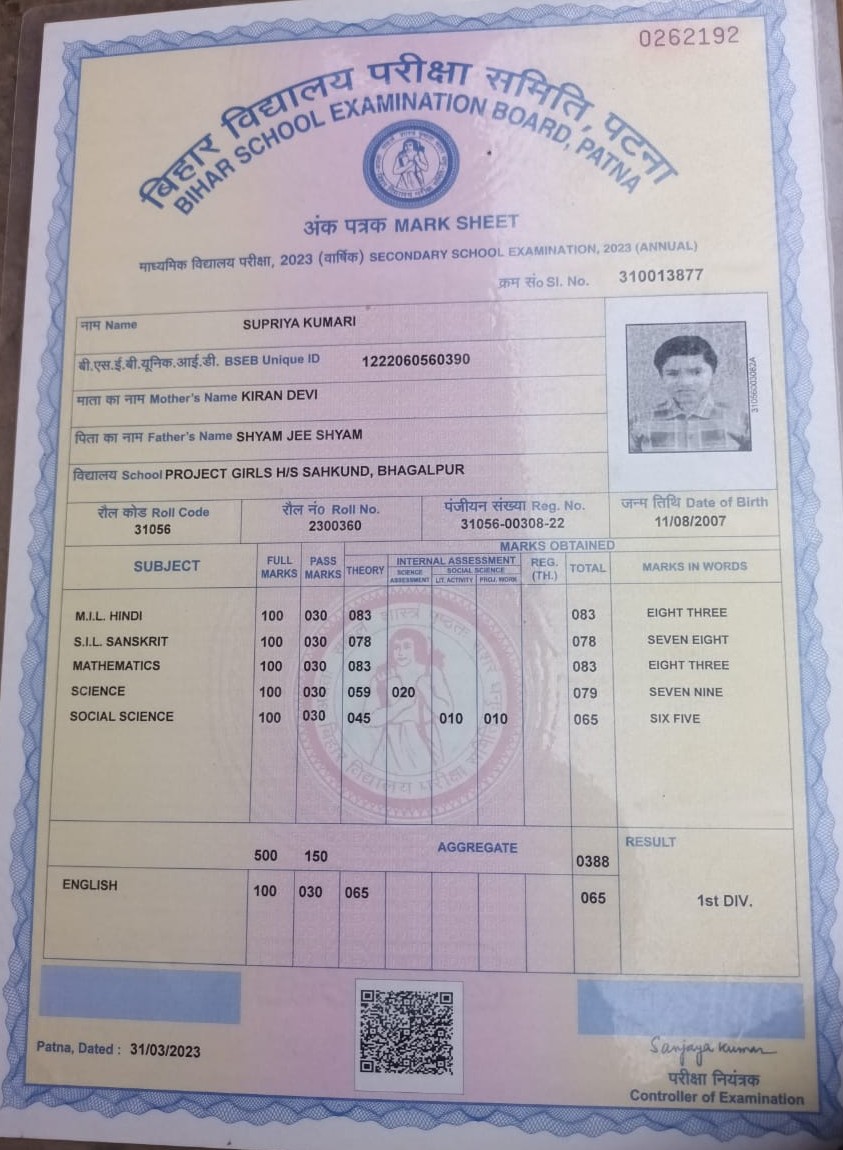 0262192
बिहार विद्यालय परीक्षा समिति, पटना
BIHAR SCHOOL EXAMINATION BOARD, PATNA
अंक पत्रक MARK SHEET
माध्यमिक विद्यालय परीक्षा, 2023 (वार्षिक) SECONDARY SCHOOL EXAMINATION, 2023 (ANNUAL)
क्रम सं० Sl. No. 310013877
नाम Name SUPRIYA KUMARI
बी.एस.ई.बी.यूनिक.आई.डी. BSEB Unique ID 1222060560390
माता का नाम Mother's Name KIRAN DEVI
पिता का नाम Father's Name SHYAM JEE SHYAM
विद्यालय School PROJECT GIRLS H/S SAHKUND, BHAGALPUR
रौल कोड Roll Code रौल नं० Roll No. पंजीयन संख्या Reg. No. जन्म तिथि Date of Birth
31056 2300360 31056-00308-22 11/08/2007
MARKS OBTAINED
SUBJECT FULL MARKS PASS MARKS THEORY INTERNAL ASSESSMENT REG. (TH.) TOTAL MARKS IN WORDS
SCIENCE ASSESSMENT SOCIAL SCIENCE
LIT. ACTIVITY PROJ. WORK
M.I.L. HINDI 100 030 083 083 EIGHT THREE
S.I.L. SANSKRIT 100 030 078 078 SEVEN EIGHT
MATHEMATICS 100 030 083 083 EIGHT THREE
SCIENCE 100 030 059 020 079 SEVEN NINE
SOCIAL SCIENCE 100 030 045 010 010 065 SIX FIVE
500 150 AGGREGATE 0388 RESULT
ENGLISH 100 030 065 065 1st DIV.
Patna, Dated : 31/03/2023
Sanjaya Kumar
परीक्षा नियंत्रक
Controller of Examination